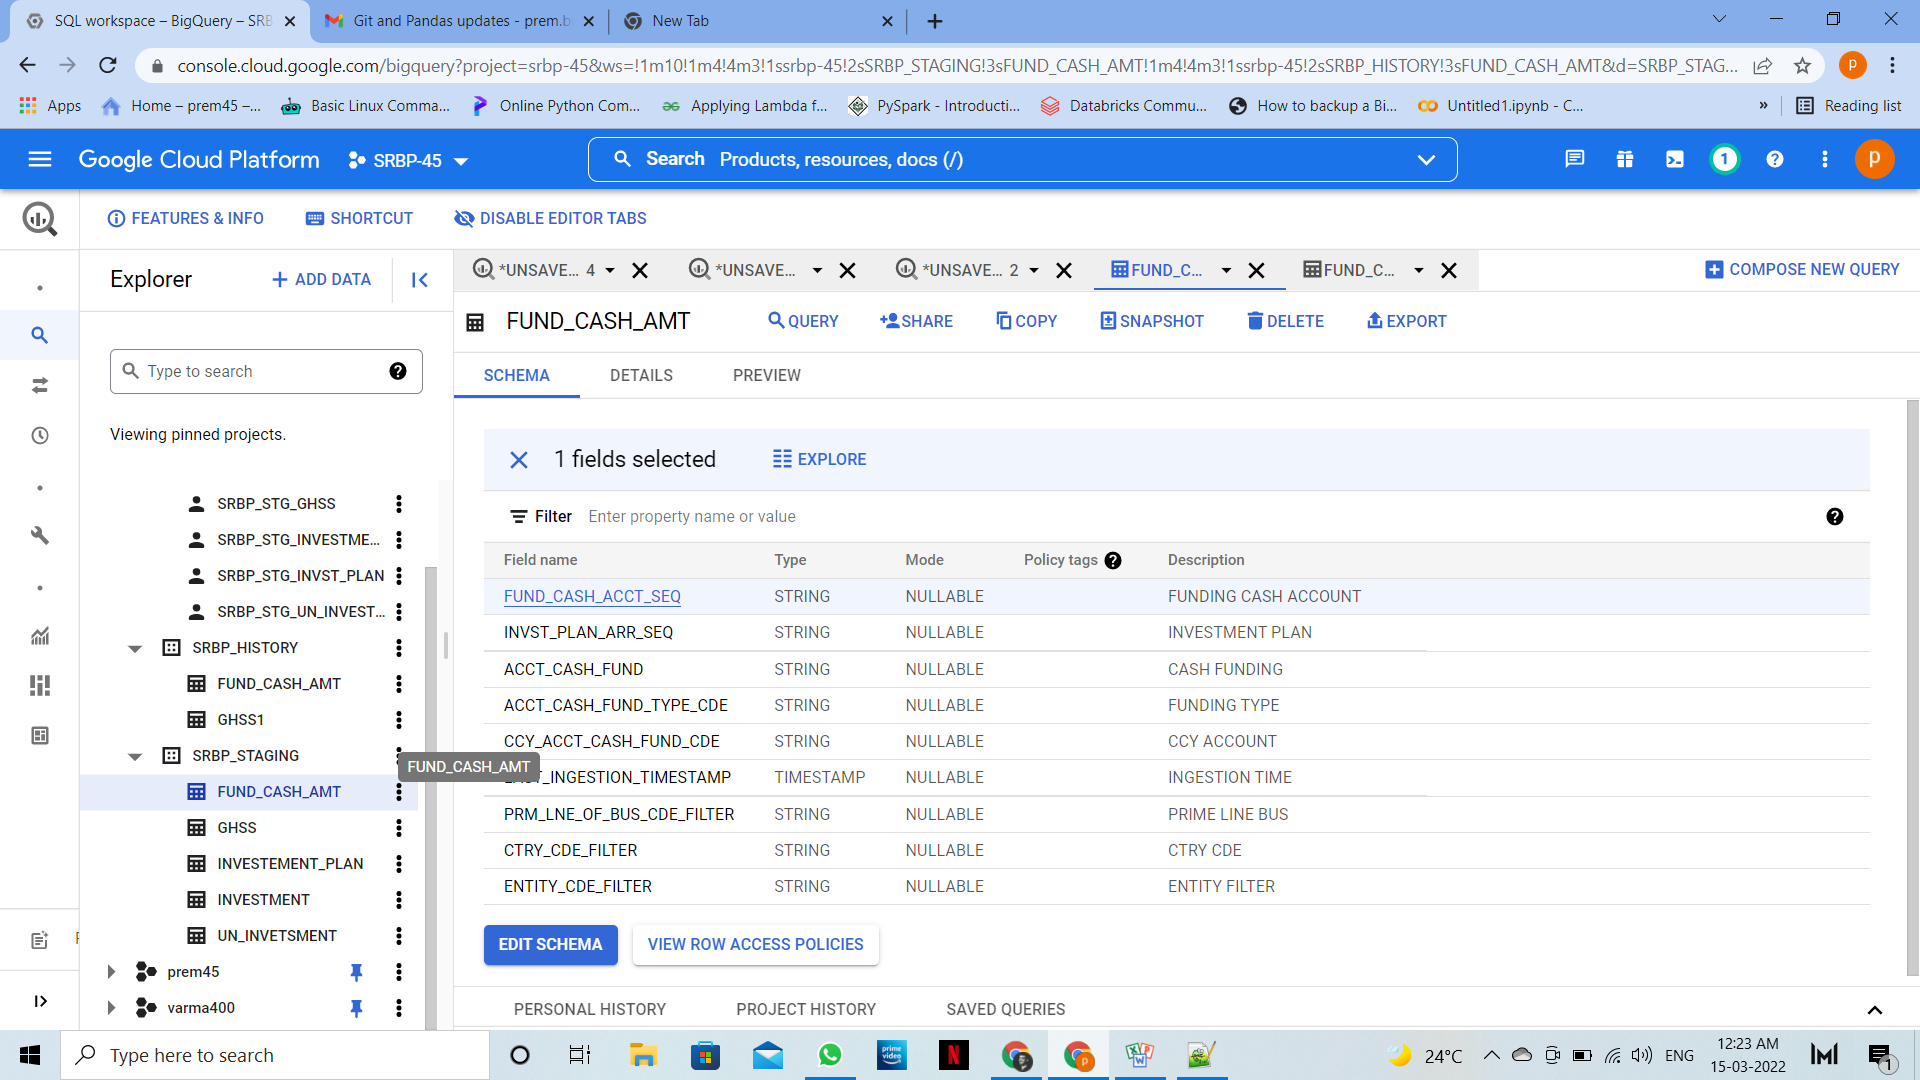 SQL workspace – BigQuery – SRB
Git and Pandas updates - prem.b
New Tab
console.cloud.google.com/bigquery?project=srbp-45&ws=!1m10!1m4!4m3!1ssrbp-45!2sSRBP_STAGING!3sFUND_CASH_AMT!1m4!4m3!1ssrbp-45!2sSRBP_HISTORY!3sFUND_CASH_AMT&d=SRBP_STAG...
p
Apps
Home – prem45 –...
Basic Linux Comma...
Online Python Com...
Applying Lambda f...
PySpark - Introducti...
Databricks Commu...
How to backup a Bi...
Untitled1.ipynb - C...
»
Reading list
Google Cloud Platform
SRBP-45
Search Products, resources, docs (/)
1
p
FEATURES & INFO
SHORTCUT
DISABLE EDITOR TABS
Explorer
+ ADD DATA
*UNSAVE... 4
*UNSAVE...
*UNSAVE... 2
FUND_C...
FUND_C...
COMPOSE NEW QUERY
FUND_CASH_AMT
QUERY
SHARE
COPY
SNAPSHOT
DELETE
EXPORT
Type to search
SCHEMA
DETAILS
PREVIEW
Viewing pinned projects.
SRBP_STG_GHSS
SRBP_STG_INVESTME...
SRBP_STG_INVST_PLAN
SRBP_STG_UN_INVEST...
SRBP_HISTORY
FUND_CASH_AMT
GHSS1
SRBP_STAGING
FUND_CASH_AMT
FUND_CASH_AMT
GHSS
INVESTEMENT_PLAN
INVESTMENT
UN_INVETSMENT
prem45
varma400
1 fields selected
EXPLORE
Filter Enter property name or value
Field name Type Mode Policy tags Description
FUND_CASH_ACCT_SEQ STRING NULLABLE FUNDING CASH ACCOUNT
INVST_PLAN_ARR_SEQ STRING NULLABLE INVESTMENT PLAN
ACCT_CASH_FUND STRING NULLABLE CASH FUNDING
ACCT_CASH_FUND_TYPE_CDE STRING NULLABLE FUNDING TYPE
CCY_ACCT_CASH_FUND_CDE STRING NULLABLE CCY ACCOUNT
_INGESTION_TIMESTAMP TIMESTAMP NULLABLE INGESTION TIME
PRM_LNE_OF_BUS_CDE_FILTER STRING NULLABLE PRIME LINE BUS
CTRY_CDE_FILTER STRING NULLABLE CTRY CDE
ENTITY_CDE_FILTER STRING NULLABLE ENTITY FILTER
EDIT SCHEMA
VIEW ROW ACCESS POLICIES
PERSONAL HISTORY
PROJECT HISTORY
SAVED QUERIES
Type here to search
prime video
N
24°C
ENG
12:23 AM
15-03-2022
1